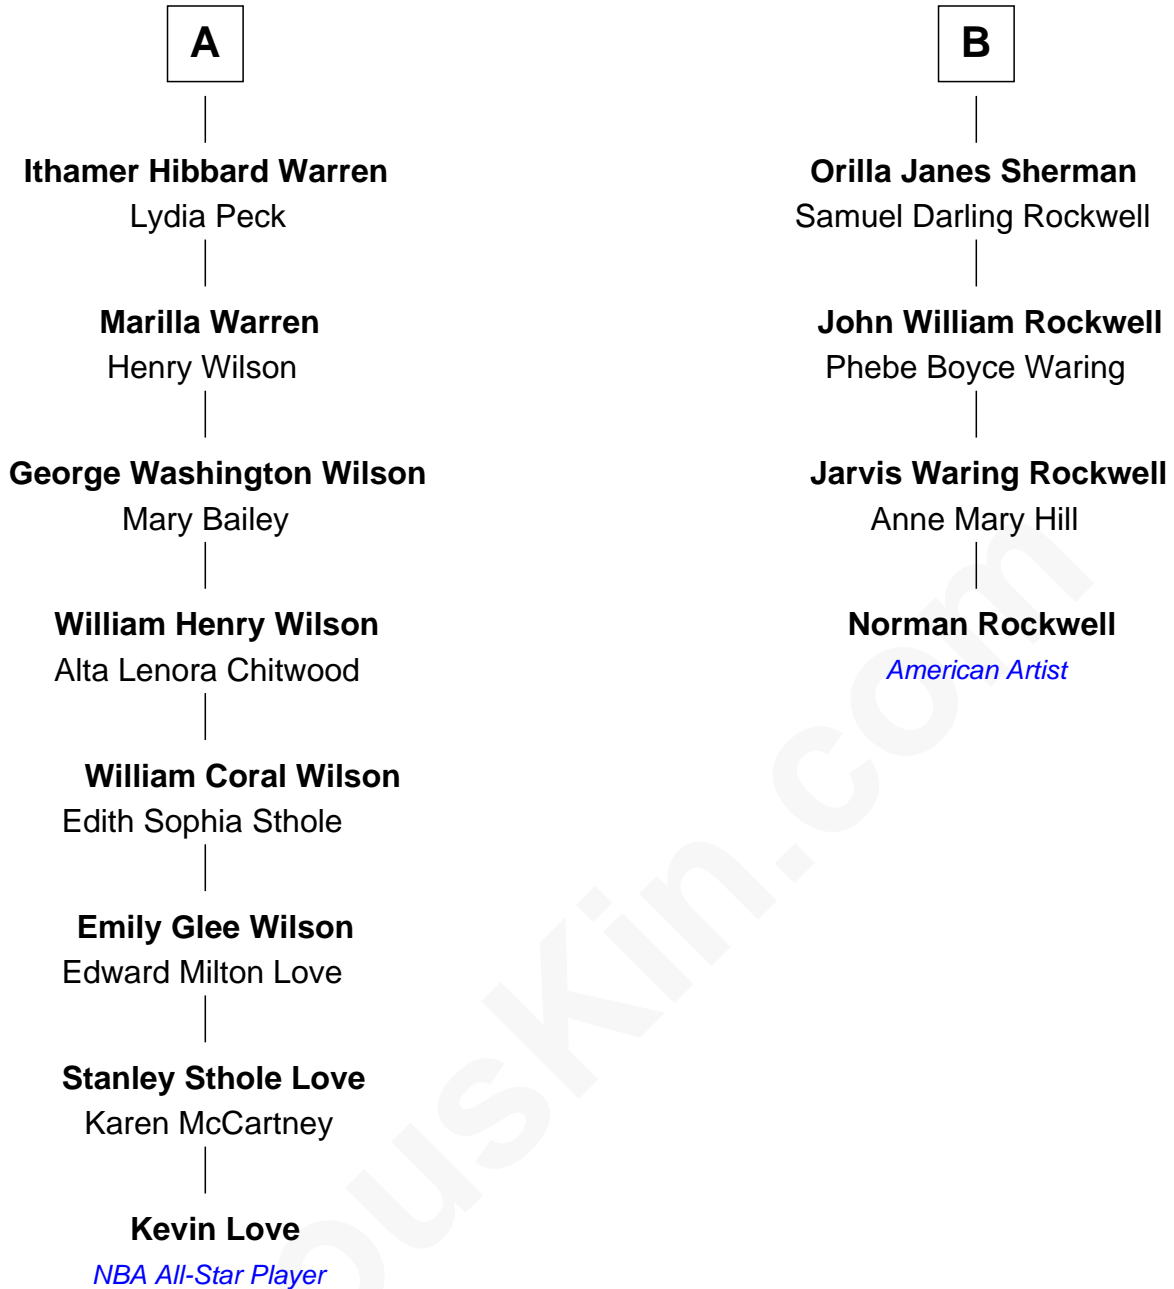 A
Ithamer Hibbard Warren
Lydia Peck
Marilla Warren
Henry Wilson
George Washington Wilson
Mary Bailey
William Henry Wilson
Alta Lenora Chitwood
William Coral Wilson
Edith Sophia Sthole
Emily Glee Wilson
Edward Milton Love
Stanley Sthole Love
Karen McCartney
Kevin Love
NBA All-Star Player
B
Orilla Janes Sherman
Samuel Darling Rockwell
John William Rockwell
Phebe Boyce Waring
Jarvis Waring Rockwell
Anne Mary Hill
Norman Rockwell
American Artist
ousKin.com